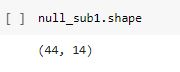 [ ] null_sub1.shape
(44, 14)